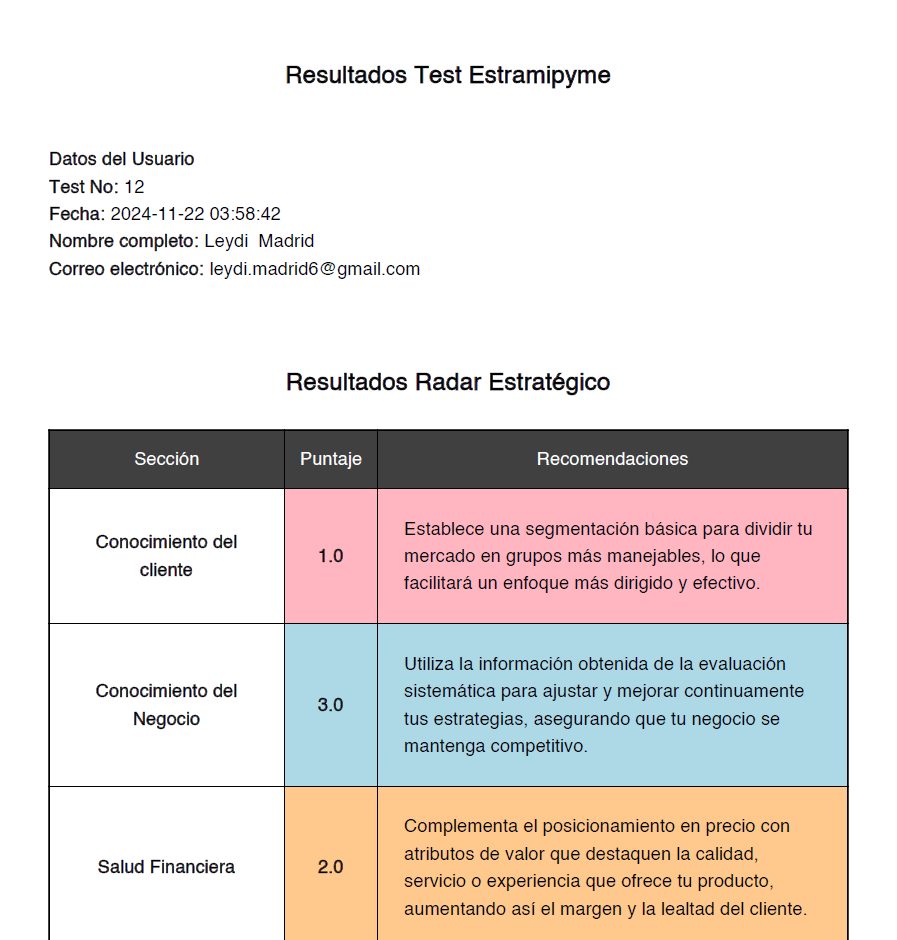 Resultados Test Estramipyme
Datos del Usuario
Test No: 12
Fecha: 2024-11-22 03:58:42
Nombre completo: Leydi  Madrid
Correo electrónico: leydi.madrid6@gmail.com
Resultados Radar Estratégico
Sección Puntaje Recomendaciones
Conocimiento del
cliente
1.0
Establece una segmentación básica para dividir tu
mercado en grupos más manejables, lo que
facilitará un enfoque más dirigido y efectivo.
Conocimiento del
Negocio
3.0
Utiliza la información obtenida de la evaluación
sistemática para ajustar y mejorar continuamente
tus estrategias, asegurando que tu negocio se
mantenga competitivo.
Salud Financiera
2.0
Complementa el posicionamiento en precio con
atributos de valor que destaquen la calidad,
servicio o experiencia que ofrece tu producto,
aumentando así el margen y la lealtad del cliente.